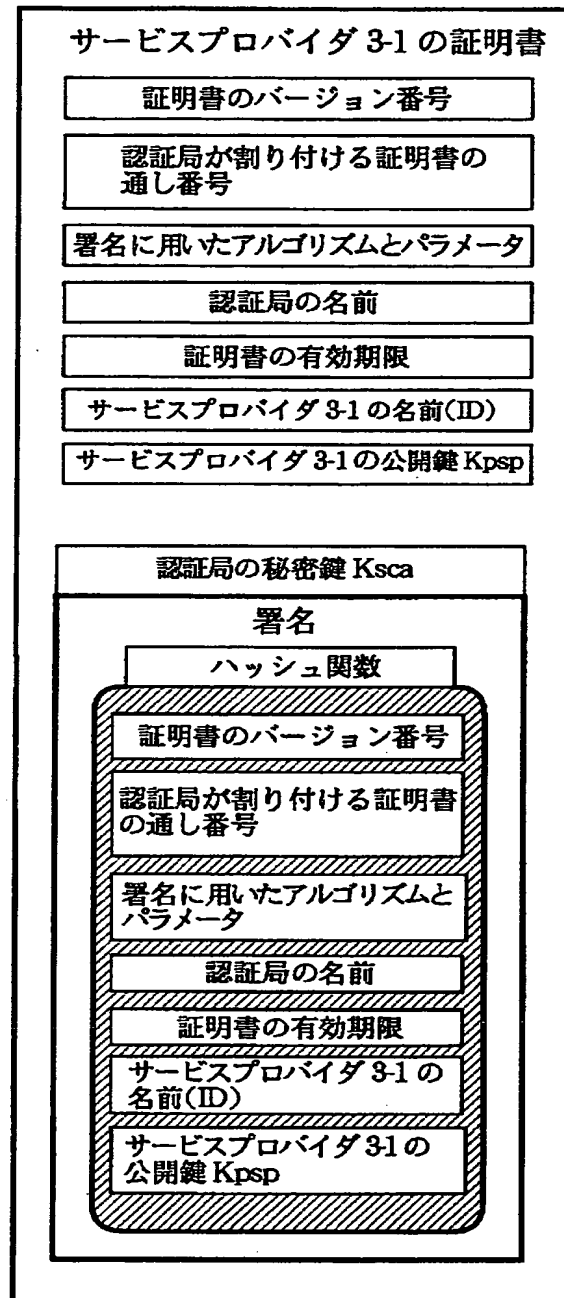 サービスプロバイダ 3-1 の証明書
証明書のバージョン番号
認証局が割り付ける証明書の
通し番号
署名に用いたアルゴリズムとパラメータ
認証局の名前
証明書の有効期限
サービスプロバイダ 3-1 の名前(ID)
サービスプロバイダ 3-1 の公開鍵 Kpsp
認証局の秘密鍵 Ksca
署名
ハッシュ関数
証明書のバージョン番号
認証局が割り付ける証明書
の通し番号
署名に用いたアルゴリズムと
パラメータ
認証局の名前
証明書の有効期限
サービスプロバイダ 3-1 の
名前(ID)
サービスプロバイダ 3-1 の
公開鍵 Kpsp